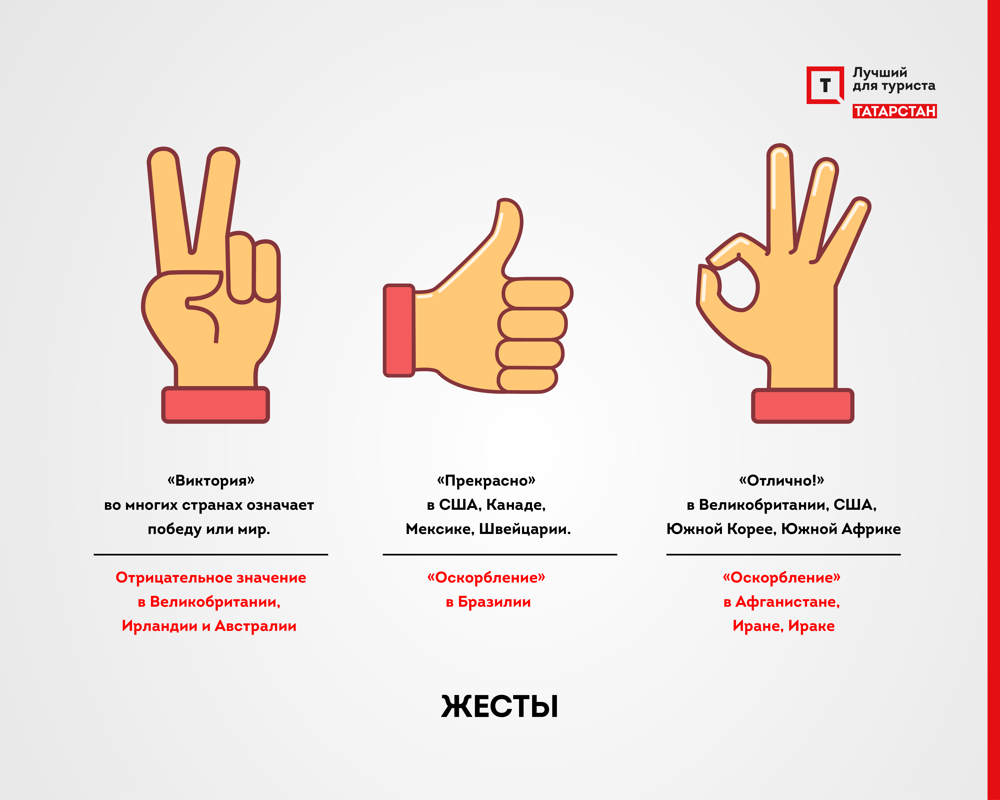 Т
Лучший
для туриста
ТАТАРСТАН
«Виктория»
во многих странах означает
победу или мир.
Отрицательное значение
в Великобритании,
Ирландии и Австралии
«Прекрасно»
в США, Канаде,
Мексике, Швейцарии.
«Оскорбление»
в Бразилии
«Отлично!»
в Великобритании, США,
Южной Корее, Южной Африке
«Оскорбление»
в Афганистане,
Иране, Ираке
ЖЕСТЫ